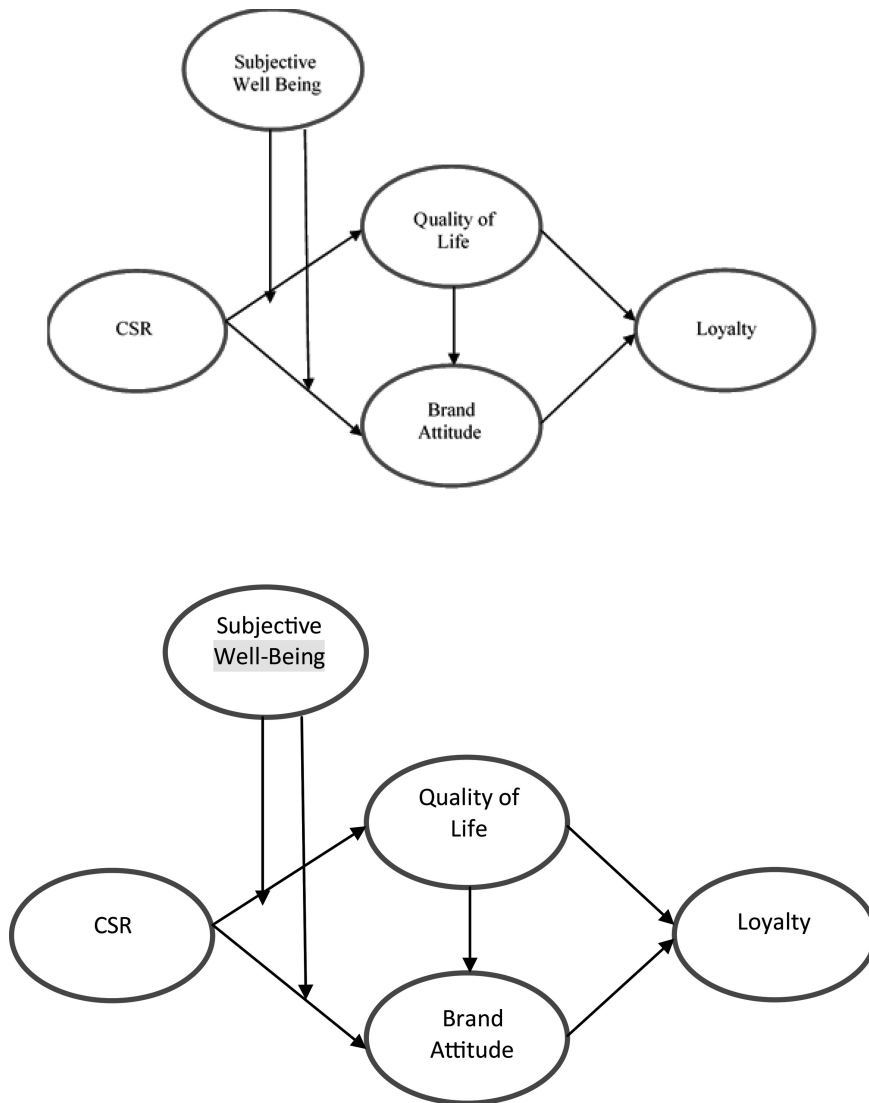 Subjective
Well Being
Quality of
Life
CSR
Loyalty
Brand
Attitude
Subjective
Well-Being
Quality of
Life
CSR
Loyalty
Brand
Attitude